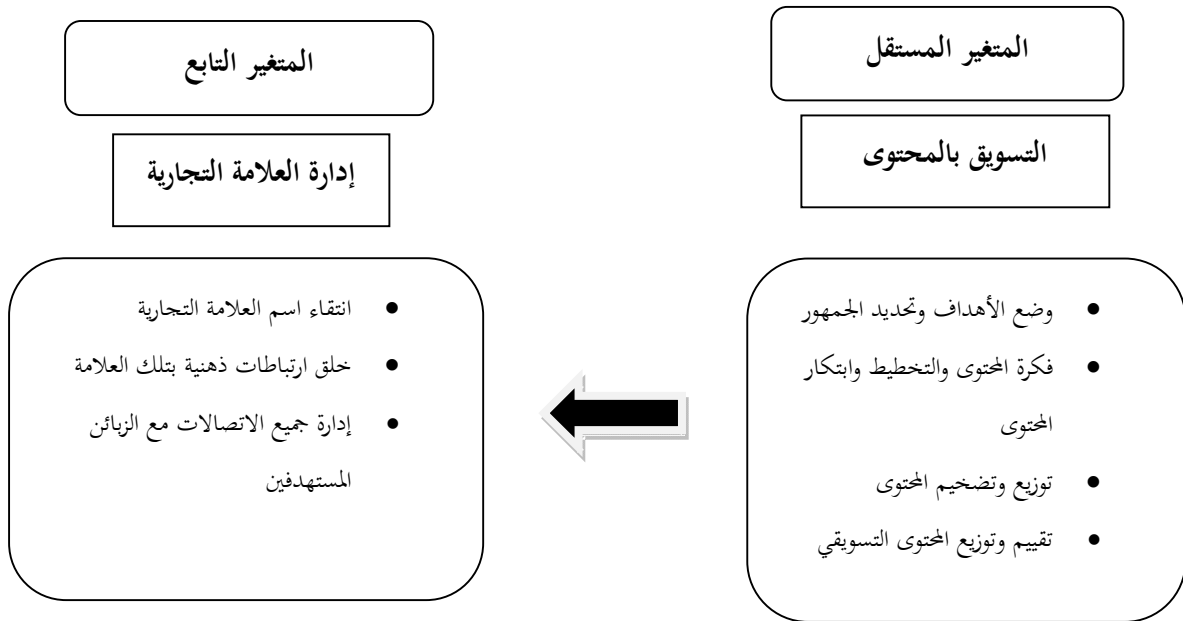 المتغير المستقل
التسويق بالمحتوى
● وضع الأهداف وتحديد الجمهور
● فكرة المحتوى والتخطيط وابتكار
المحتوى
● توزيع وتضخيم المحتوى
● تقييم وتوزيع المحتوى التسويقي
المتغير التابع
إدارة العلامة التجارية
● انتقاء اسم العلامة التجارية
● خلق ارتباطات ذهنية بتلك العلامة
● إدارة جميع الاتصالات مع الزبائن
المستهدفين